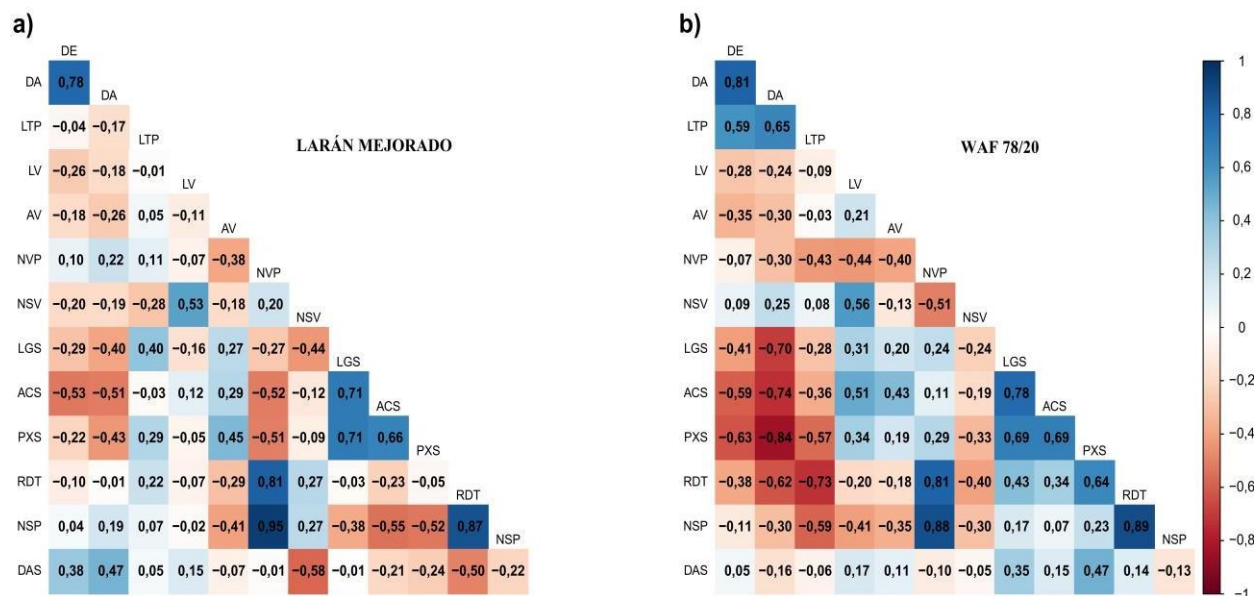 a)
DE
DA 0,78
DA
LTP −0,04 −0,17
LTP
LARÁN MEJORADO
LV −0,26 −0,18 −0,01
LV
AV −0,18 −0,26 0,05 −0,11
AV
NVP 0,10 0,22 0,11 −0,07 −0,38
NVP
NSV −0,20 −0,19 −0,28 0,53 −0,18 0,20
NSV
LGS −0,29 −0,40 0,40 −0,16 0,27 −0,27 −0,44
LGS
ACS −0,53 −0,51 −0,03 0,12 0,29 −0,52 −0,12 0,71
ACS
PXS −0,22 −0,43 0,29 −0,05 0,45 −0,51 −0,09 0,71 0,66
PXS
RDT −0,10 −0,01 0,22 −0,07 −0,29 0,81 0,27 −0,03 −0,23 −0,05
RDT
NSP 0,04 0,19 0,07 −0,02 −0,41 0,95 0,27 −0,38 −0,55 −0,52 0,87
NSP
DAS 0,38 0,47 0,05 0,15 −0,07 −0,01 −0,58 −0,01 −0,21 −0,24 −0,50 −0,22
b)
DE
DA 0,81
DA
LTP 0,59 0,65
LTP
WAF 78/20
LV −0,28 −0,24 −0,09
LV
AV −0,35 −0,30 −0,03 0,21
AV
NVP −0,07 −0,30 −0,43 −0,44 −0,40
NVP
NSV 0,09 0,25 0,08 0,56 −0,13 −0,51
NSV
LGS −0,41 −0,70 −0,28 0,31 0,20 0,24 −0,24
LGS
ACS −0,59 −0,74 −0,36 0,51 0,43 0,11 −0,19 0,78
ACS
PXS −0,63 −0,84 −0,57 0,34 0,19 0,29 −0,33 0,69 0,69
PXS
RDT −0,38 −0,62 −0,73 −0,20 −0,18 0,81 −0,40 0,43 0,34 0,64
RDT
NSP −0,11 −0,30 −0,59 −0,41 −0,35 0,88 −0,30 0,17 0,07 0,23 0,89
NSP
DAS 0,05 −0,16 −0,06 0,17 0,11 −0,10 −0,05 0,35 0,15 0,47 0,14 −0,13
1
0,8
0,6
0,4
0,2
0
−0,2
−0,4
−0,6
−0,8
−1